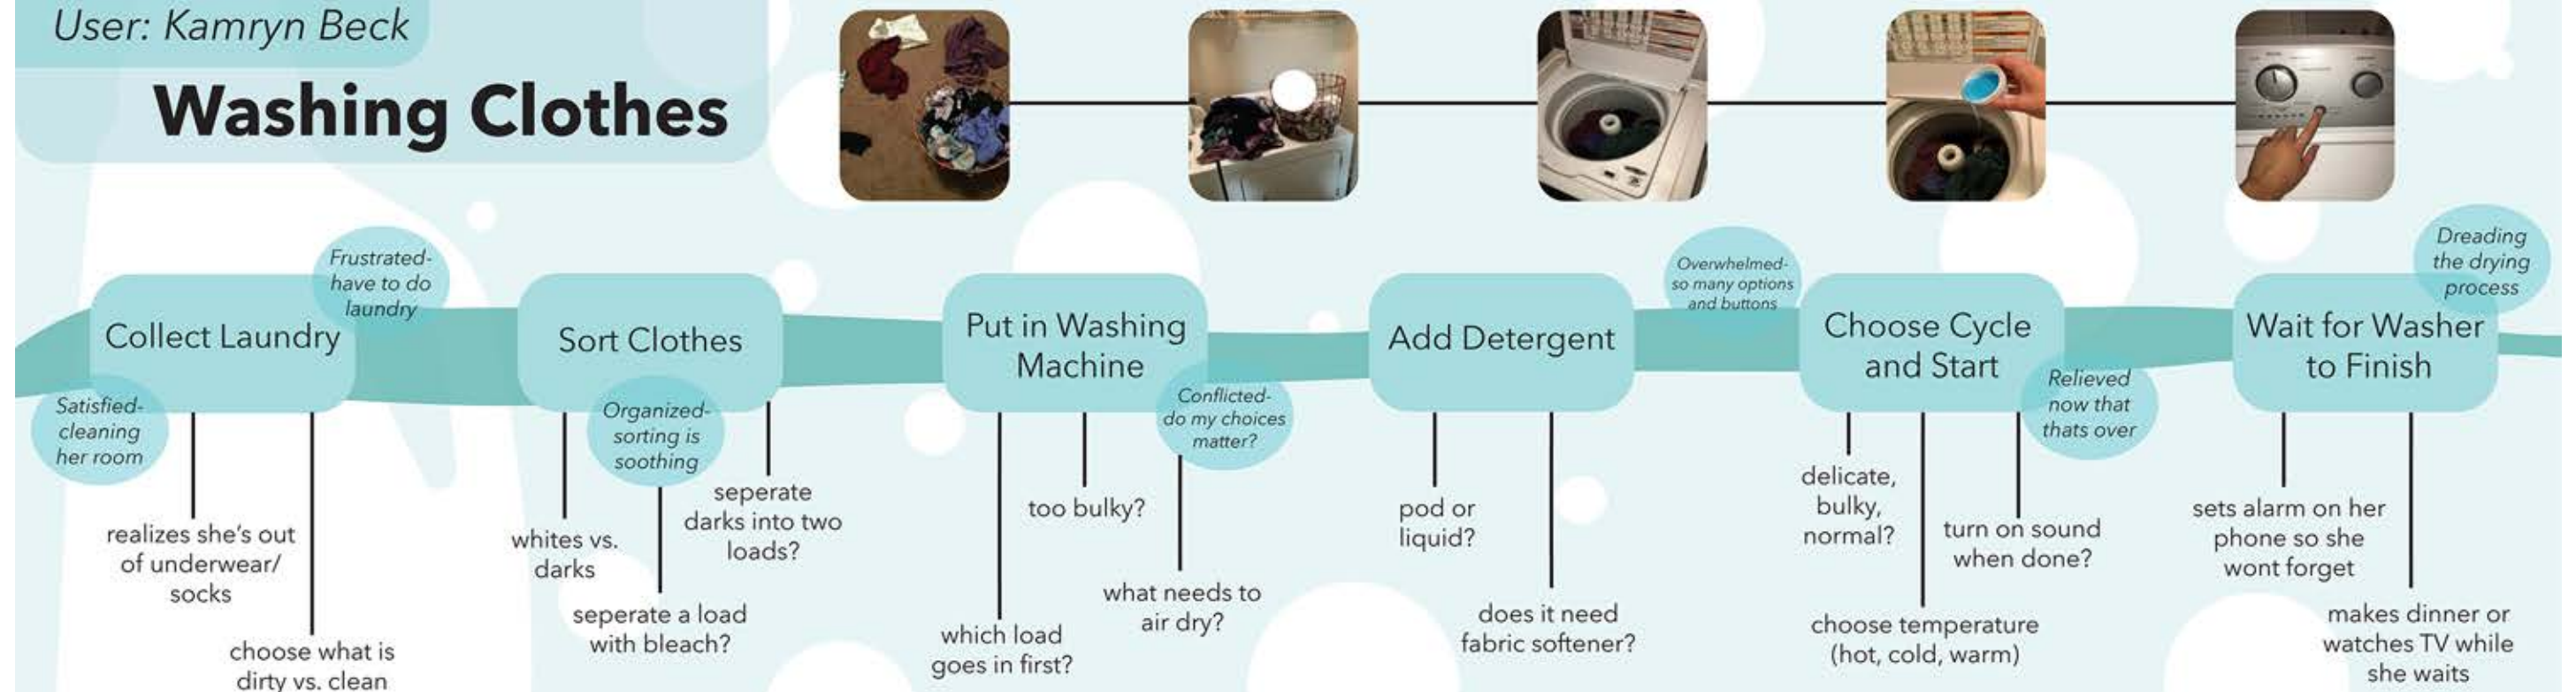 User: Kamryn Beck
Washing Clothes
Frustrated-
have to do
laundry
Collect Laundry
Satisfied-
cleaning
her room
realizes she's out
of underwear/
socks
choose what is
dirty vs. clean
Sort Clothes
Organized-
sorting is
soothing
whites vs.
darks
seperate a load
with bleach?
seperate
darks into two
loads?
Put in Washing
Machine
Conflicted-
do my choices
matter?
which load
goes in first?
too bulky?
what needs to
air dry?
Add Detergent
pod or
liquid?
does it need
fabric softener?
Overwhelmed-
so many options
and buttons
Choose Cycle
and Start
Relieved
now that
thats over
delicate,
bulky,
normal?
choose temperature
(hot, cold, warm)
turn on sound
when done?
Dreading
the drying
process
Wait for Washer
to Finish
sets alarm on her
phone so she
wont forget
makes dinner or
watches TV while
she waits